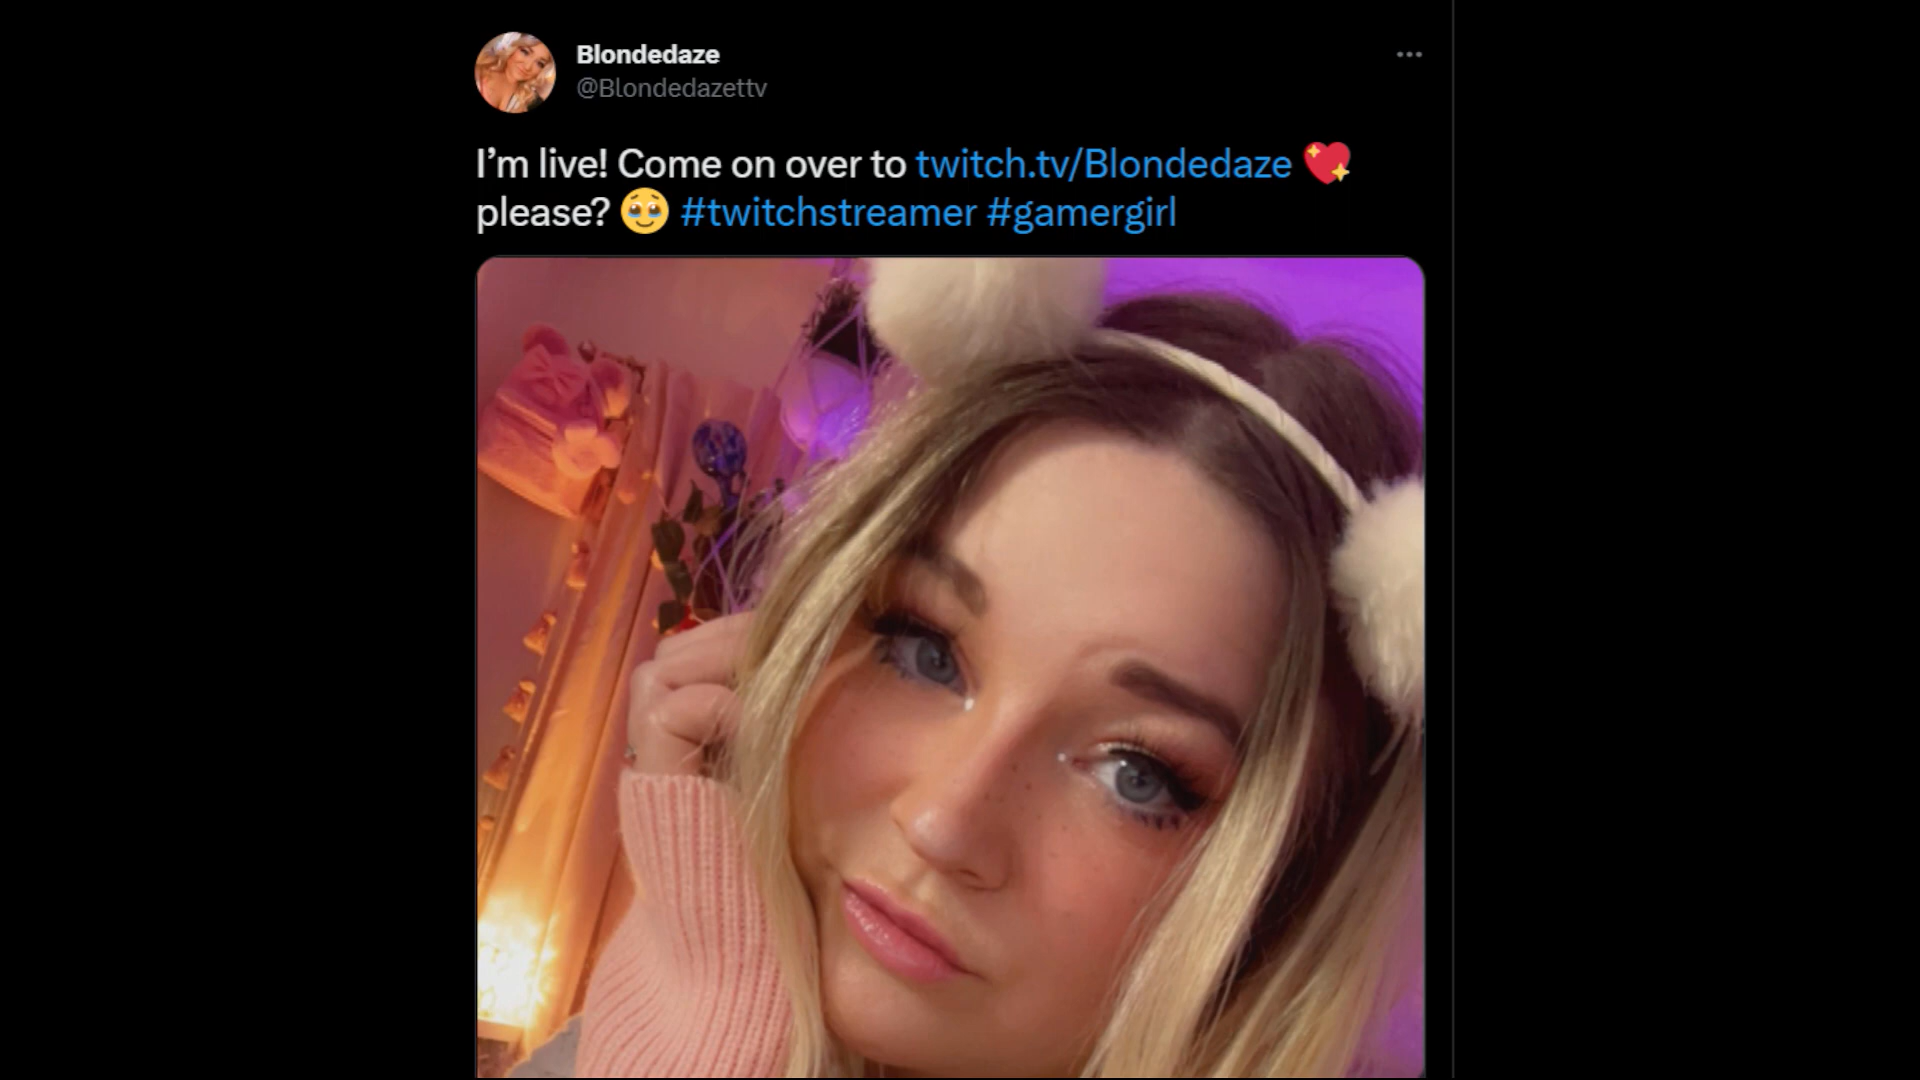 Blondedaze
@Blondedazettv
I’m live! Come on over to twitch.tv/Blondedaze 💖
please? 🥹 #twitchstreamer #gamergirl